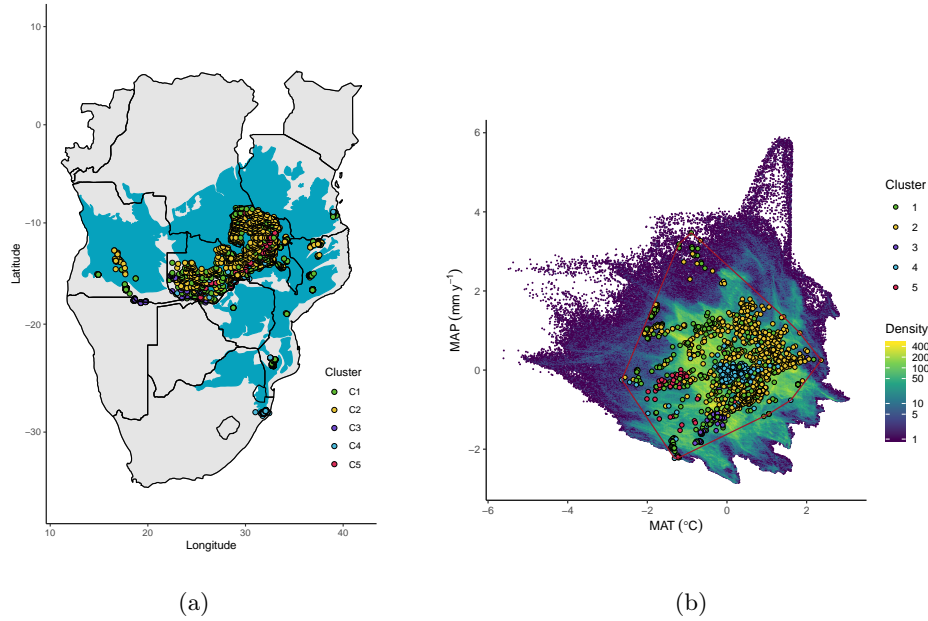 10
0
−10
−20
−30
Latitude
10
20
30
40
Longitude
Cluster
C1
C2
C3
C4
C5
(a)
6
4
2
0
−2
MAP (mm y⁻¹)
−6
−4
−2
0
2
MAT (°C)
Cluster
1
2
3
4
5
Density
400
200
100
50
10
5
1
(b)